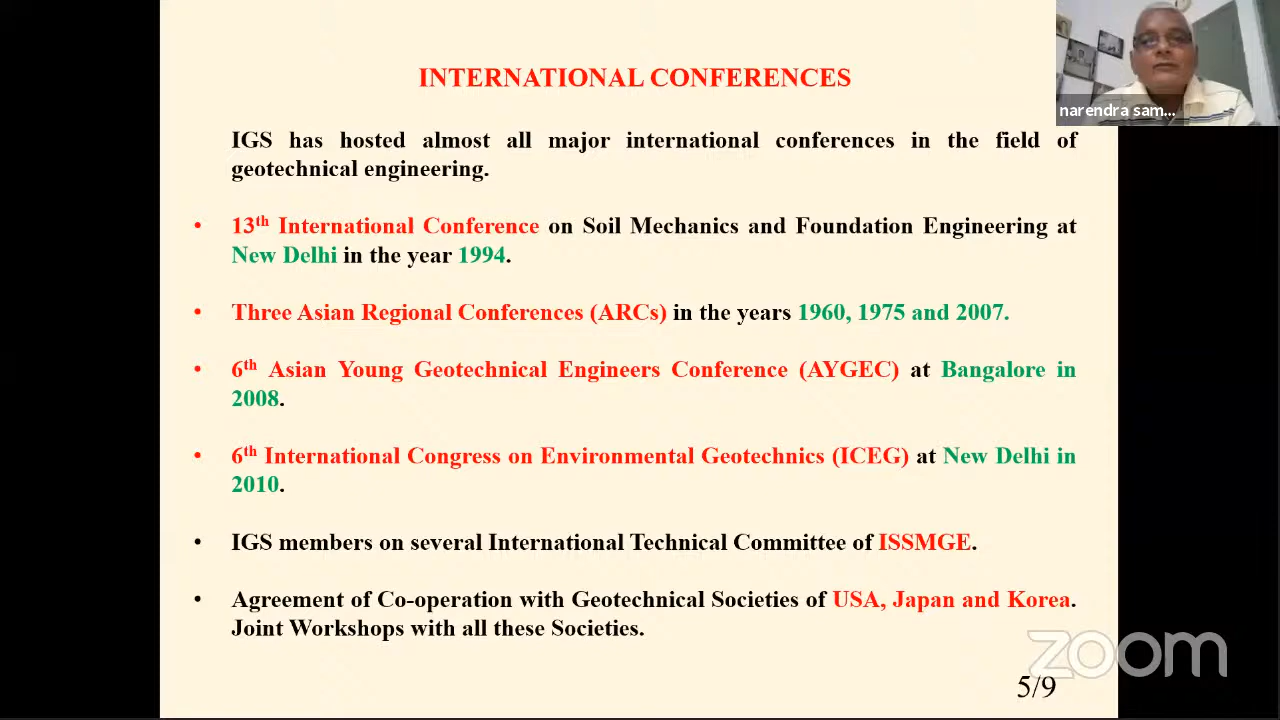 INTERNATIONAL CONFERENCES
narendra sam...
IGS has hosted almost all major international conferences in the field of
geotechnical engineering.
• 13th International Conference on Soil Mechanics and Foundation Engineering at
New Delhi in the year 1994.
• Three Asian Regional Conferences (ARCs) in the years 1960, 1975 and 2007.
• 6th Asian Young Geotechnical Engineers Conference (AYGEC) at Bangalore in
2008.
• 6th International Congress on Environmental Geotechnics (ICEG) at New Delhi in
2010.
• IGS members on several International Technical Committee of ISSMGE.
• Agreement of Co-operation with Geotechnical Societies of USA, Japan and Korea.
Joint Workshops with all these Societies.
zoom
5/9